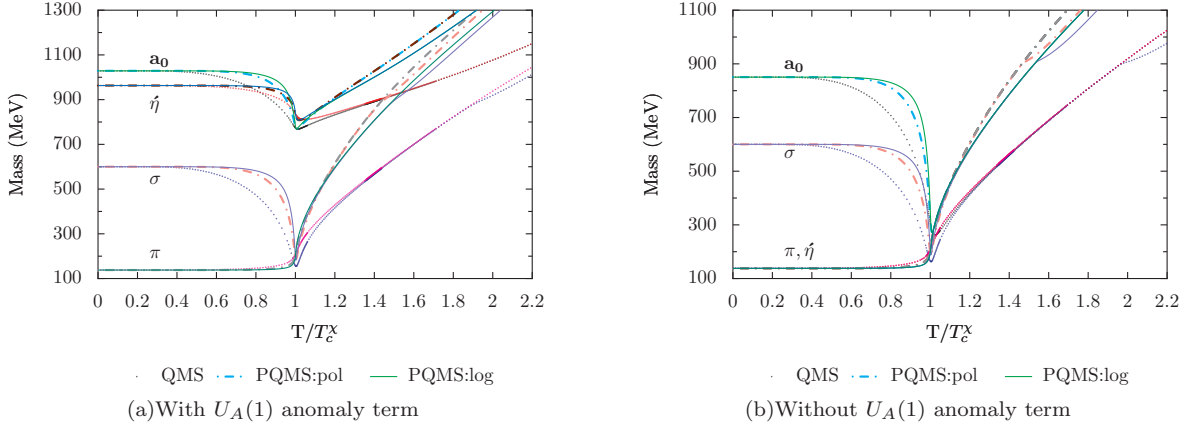 1300
1100
900
700
500
300
100
Mass (MeV)
a₀
ή
σ
π
0 0.2 0.4 0.6 0.8 1 1.2 1.4 1.6 1.8 2 2.2
T/T_c^χ
QMS PQMS:pol PQMS:log
(a)With U_A(1) anomaly term
1100
900
700
500
300
100
Mass (MeV)
a₀
σ
π, ή
0 0.2 0.4 0.6 0.8 1 1.2 1.4 1.6 1.8 2 2.2
T/T_c^χ
QMS PQMS:pol PQMS:log
(b)Without U_A(1) anomaly term